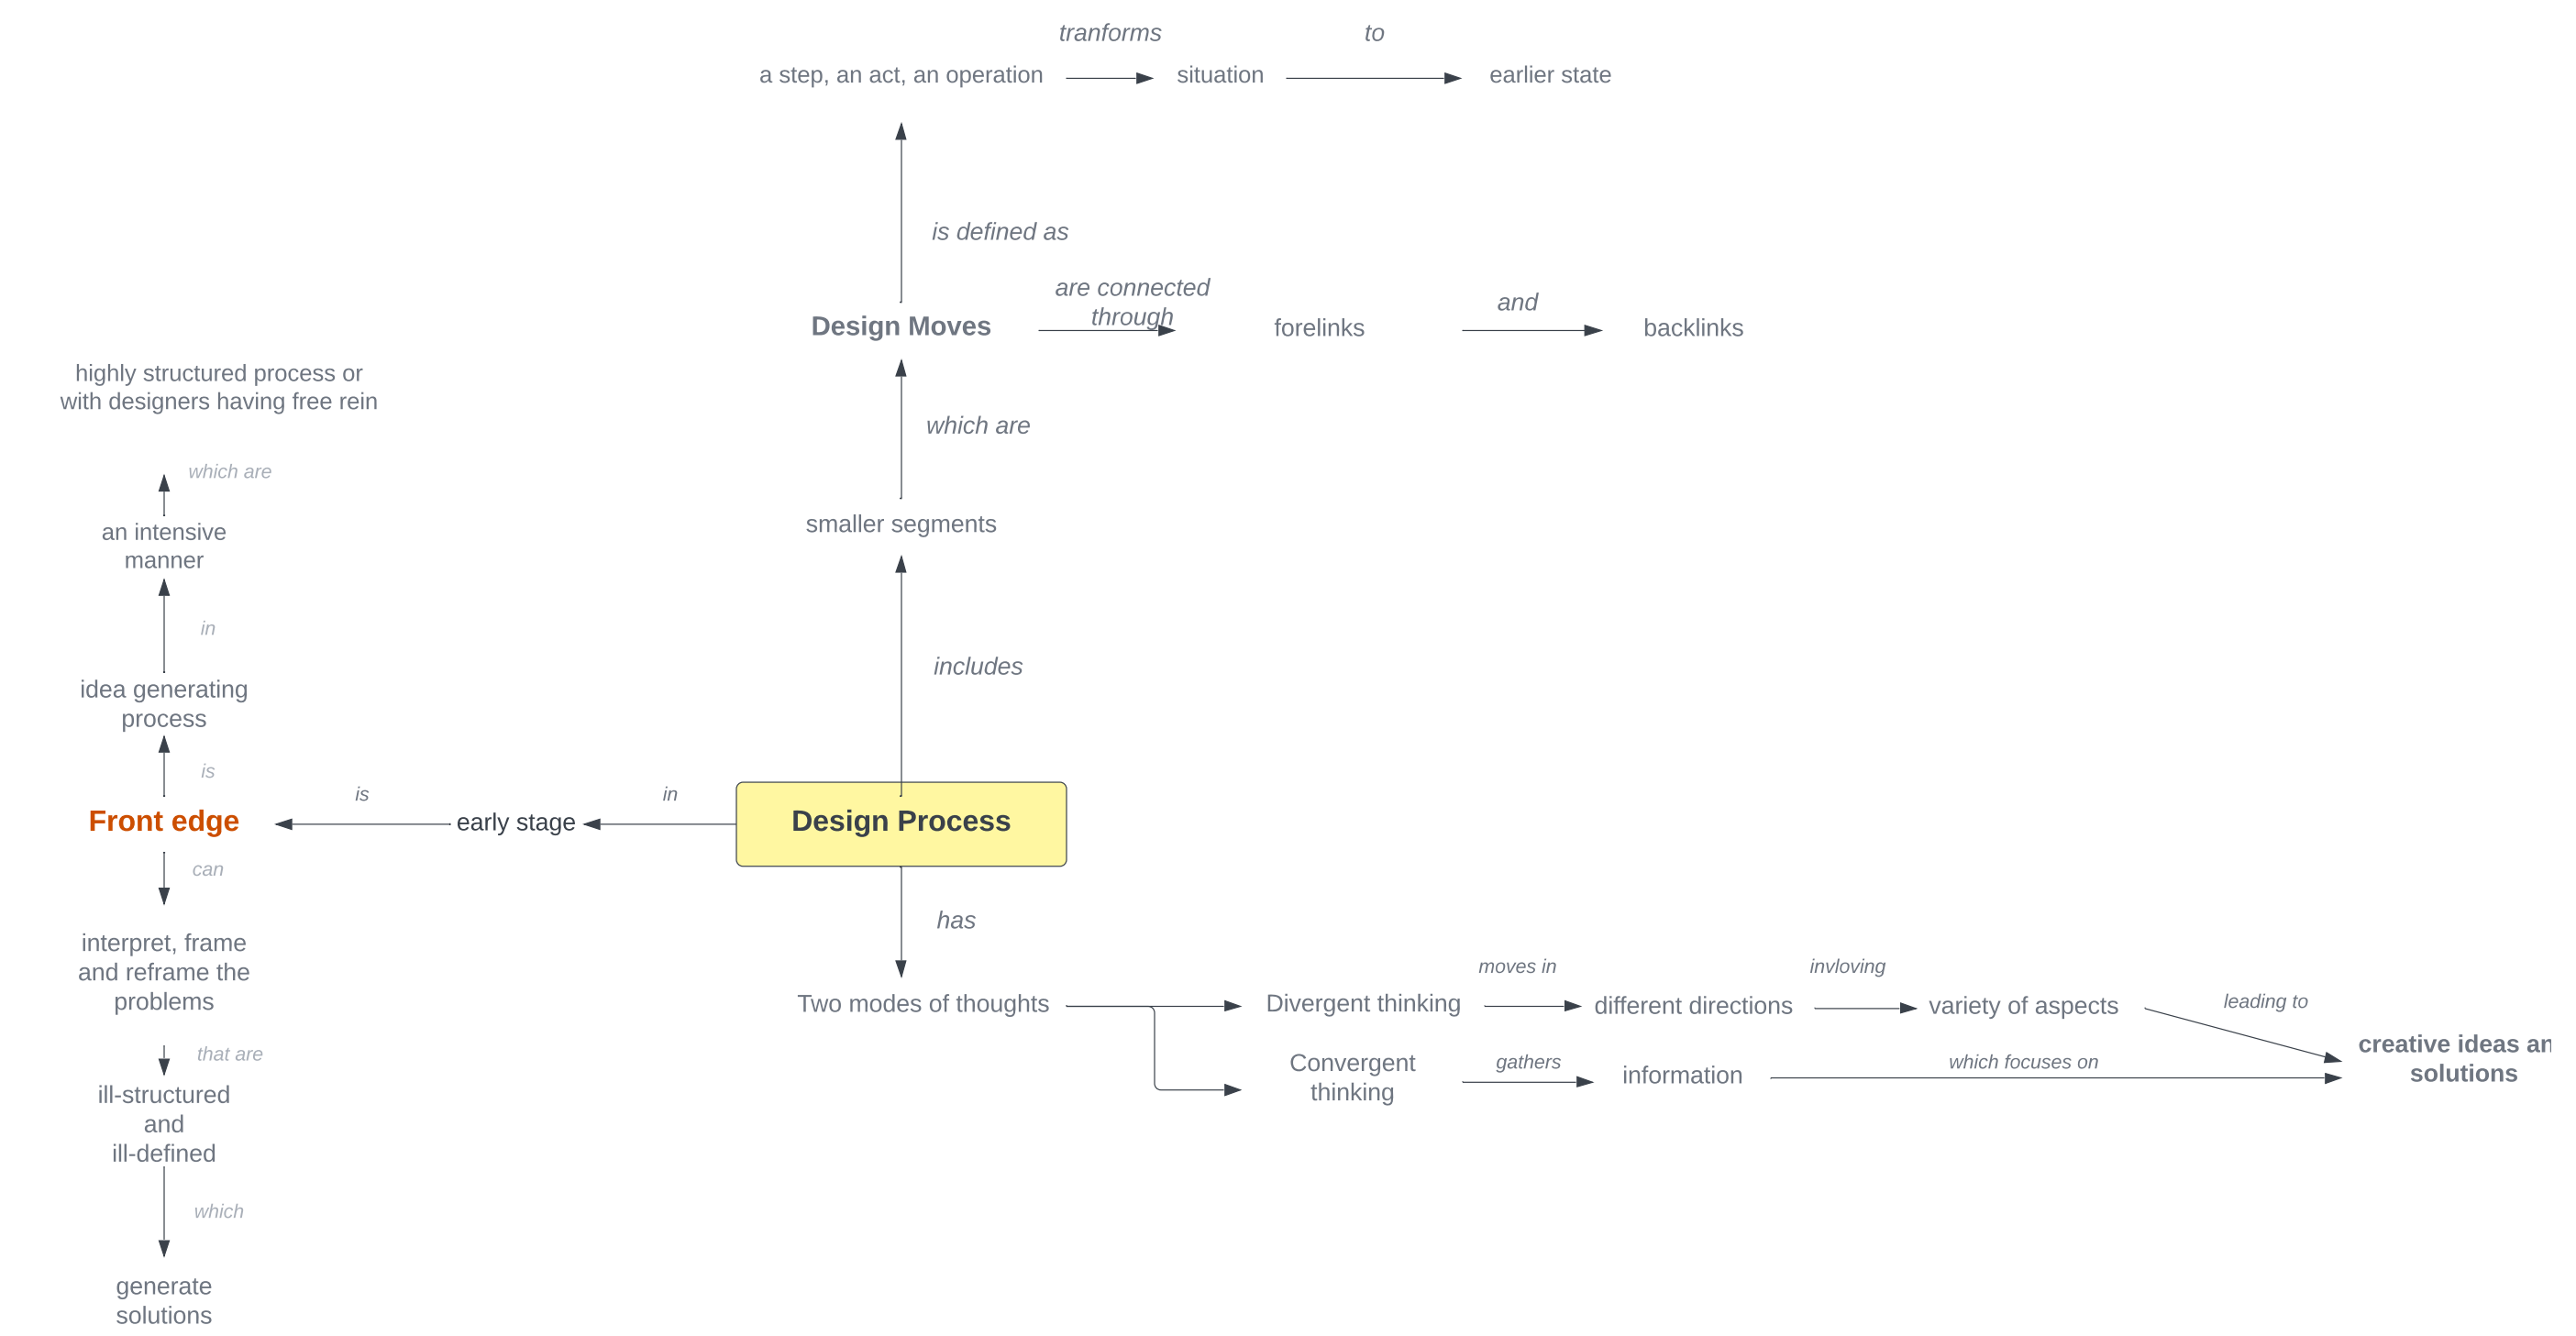 tranforms
to
a step, an act, an operation
situation
earlier state
is defined as
are connected
through
and
Design Moves
forelinks
backlinks
highly structured process or
with designers having free rein
which are
which are
an intensive
manner
smaller segments
in
includes
idea generating
process
is
is
in
Front edge
early stage
Design Process
can
has
interpret, frame
and reframe the
problems
moves in
invloving
Two modes of thoughts
Divergent thinking
different directions
variety of aspects
leading to
that are
Convergent
thinking
gathers
information
which focuses on
creative ideas an
solutions
ill-structured
and
ill-defined
which
generate
solutions